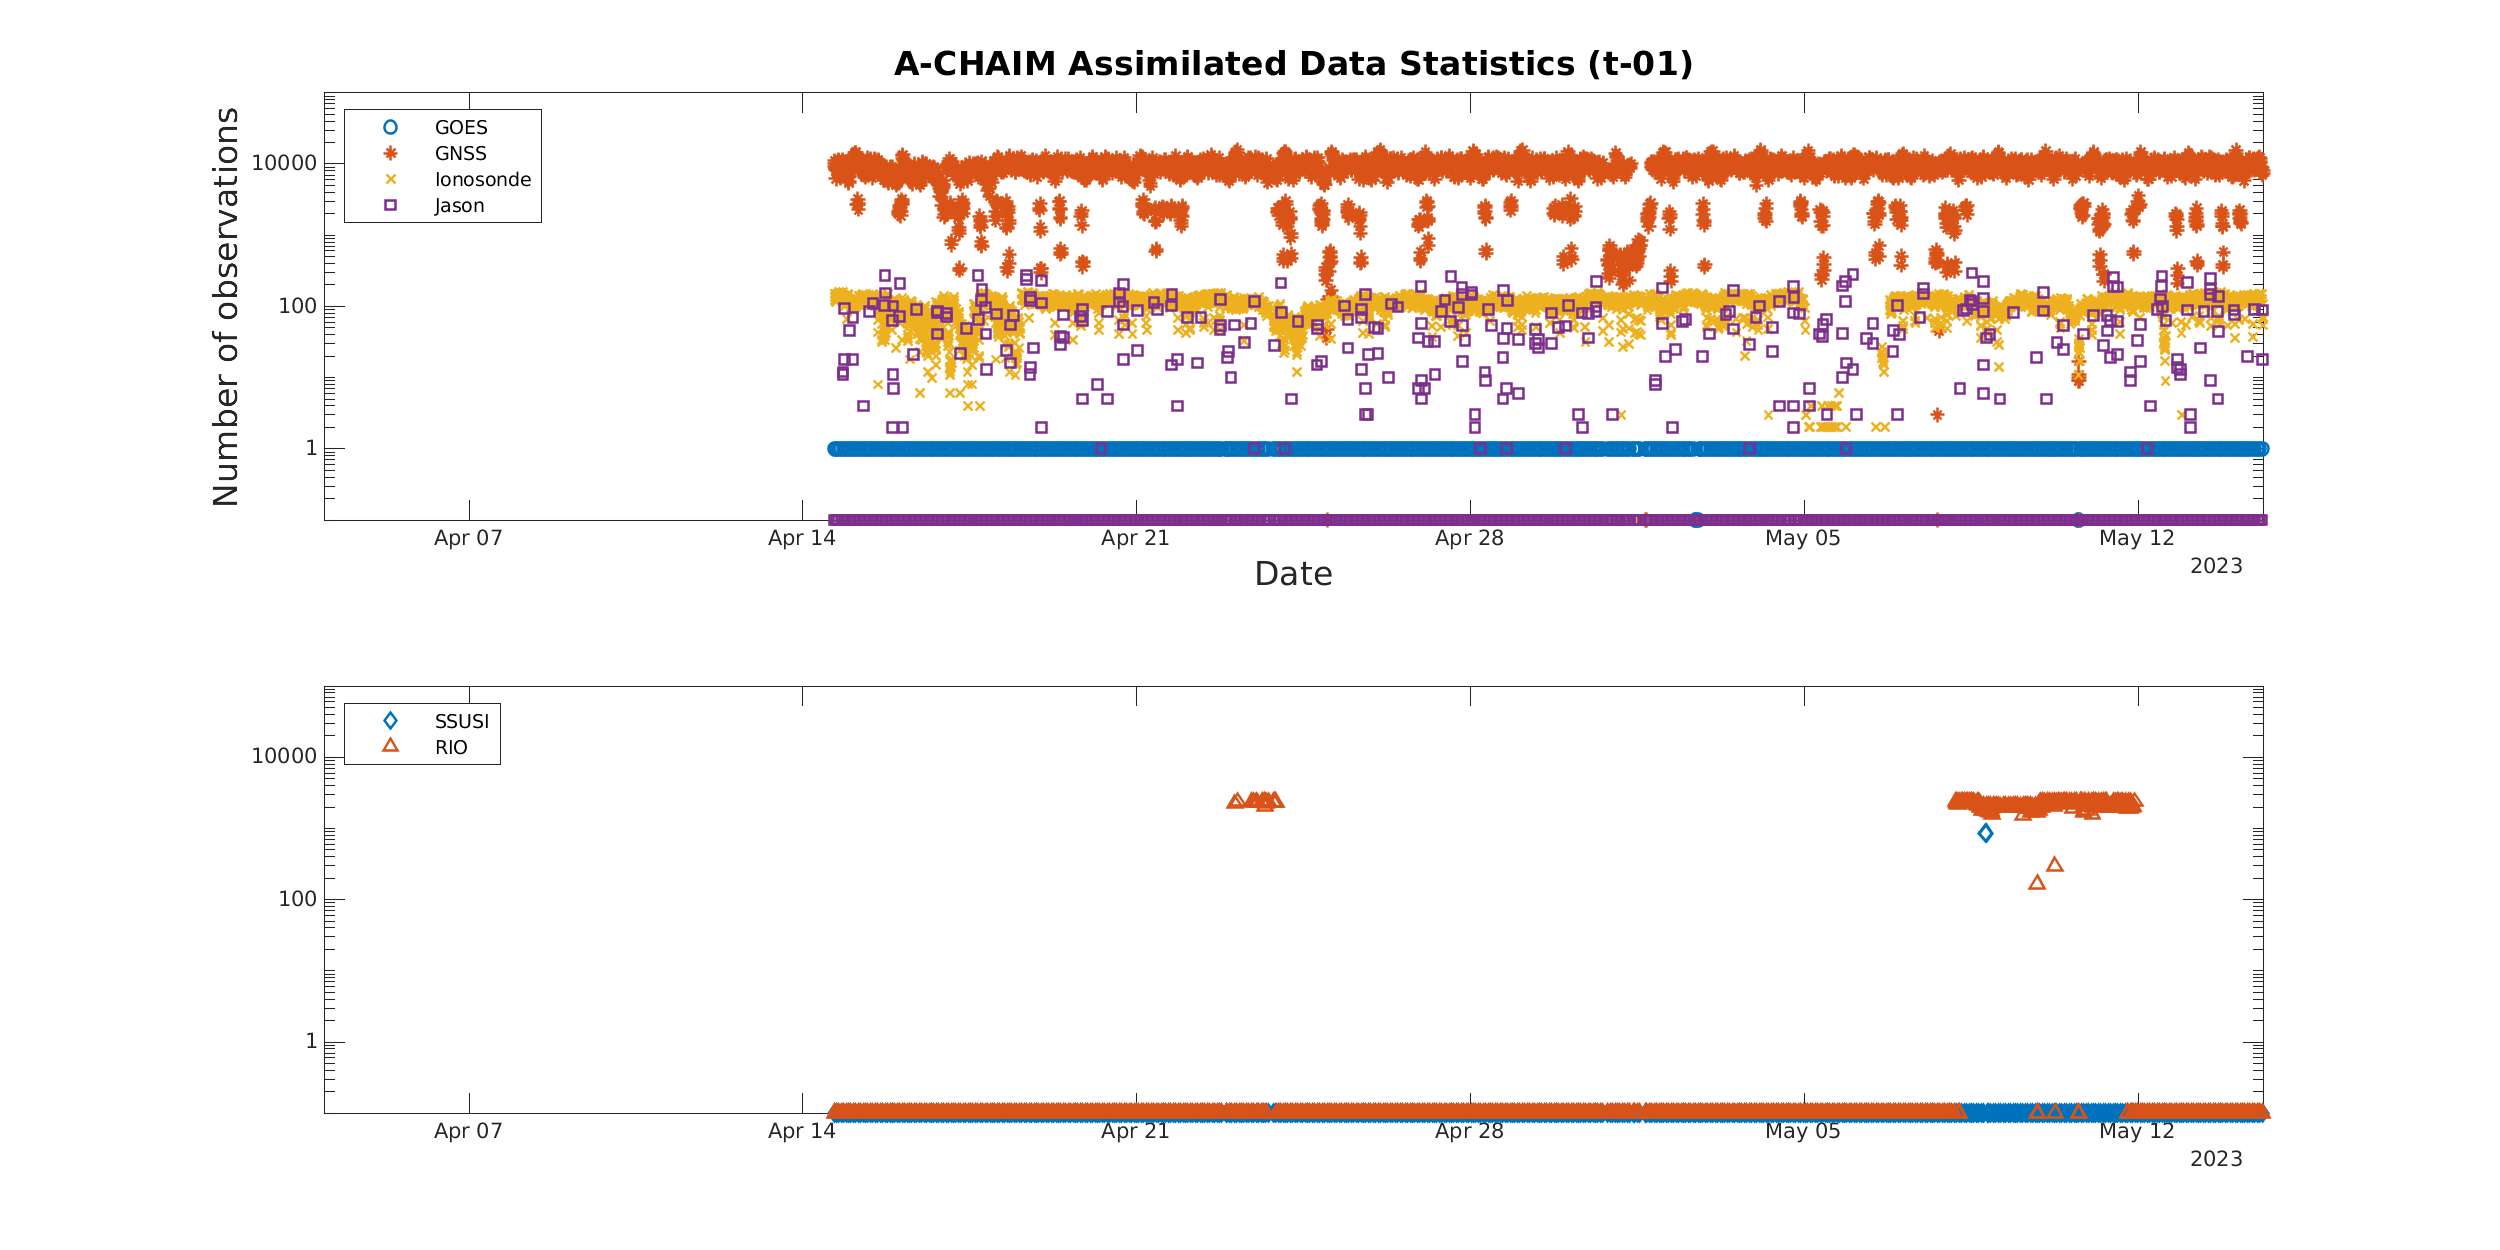 A-CHAIM Assimilated Data Statistics (t-01)
Number of observations
10000
100
1
GOES
GNSS
Ionosonde
Jason
Apr 07 Apr 14 Apr 21 Apr 28 May 05 May 12
2023
Date
10000
100
1
SSUSI
RIO
Apr 07 Apr 14 Apr 21 Apr 28 May 05 May 12
2023